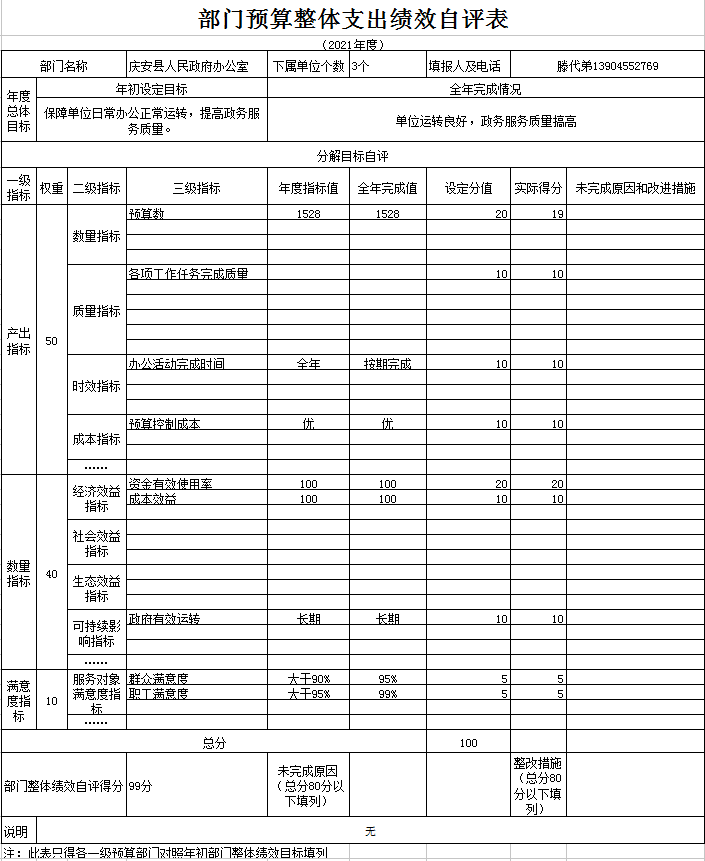 部门预算整体支出绩效自评表
（2021年度）
部门名称 庆安县人民政府办公室 下属单位个数 3个 填报人及电话 滕代弟13904552769
年度总体目标 年初设定目标 全年完成情况
保障单位日常办公正常运转，提高政务服务质量。 单位运转良好，政务服务质量搞高
分解目标自评
一级指标 权重 二级指标 三级指标 年度指标值 全年完成值 设定分值 实际得分 未完成原因和改进措施
产出指标 50 数量指标 预算数 1528 1528 20 19
质量指标 各项工作任务完成质量 10 10
时效指标 办公活动完成时间 全年 按期完成 10 10
成本指标 预算控制成本 优 优 10 10
……
数量指标 40 经济效益指标 资金有效使用率 100 100 20 20
成本效益 100 100 10 10
社会效益指标
生态效益指标
可持续影响指标 政府有效运转 长期 长期 10 10
……
满意度指标 10 服务对象满意度指标 群众满意度 大于90% 95% 5 5
职工满意度 大于95% 99% 5 5
……
总分 100
部门整体绩效自评得分 99分 未完成原因（总分80分以下填列） 整改措施（总分80分以下填列）
说明 无
注：此表只得各一级预算部门对照年初部门整体绩效目标填列